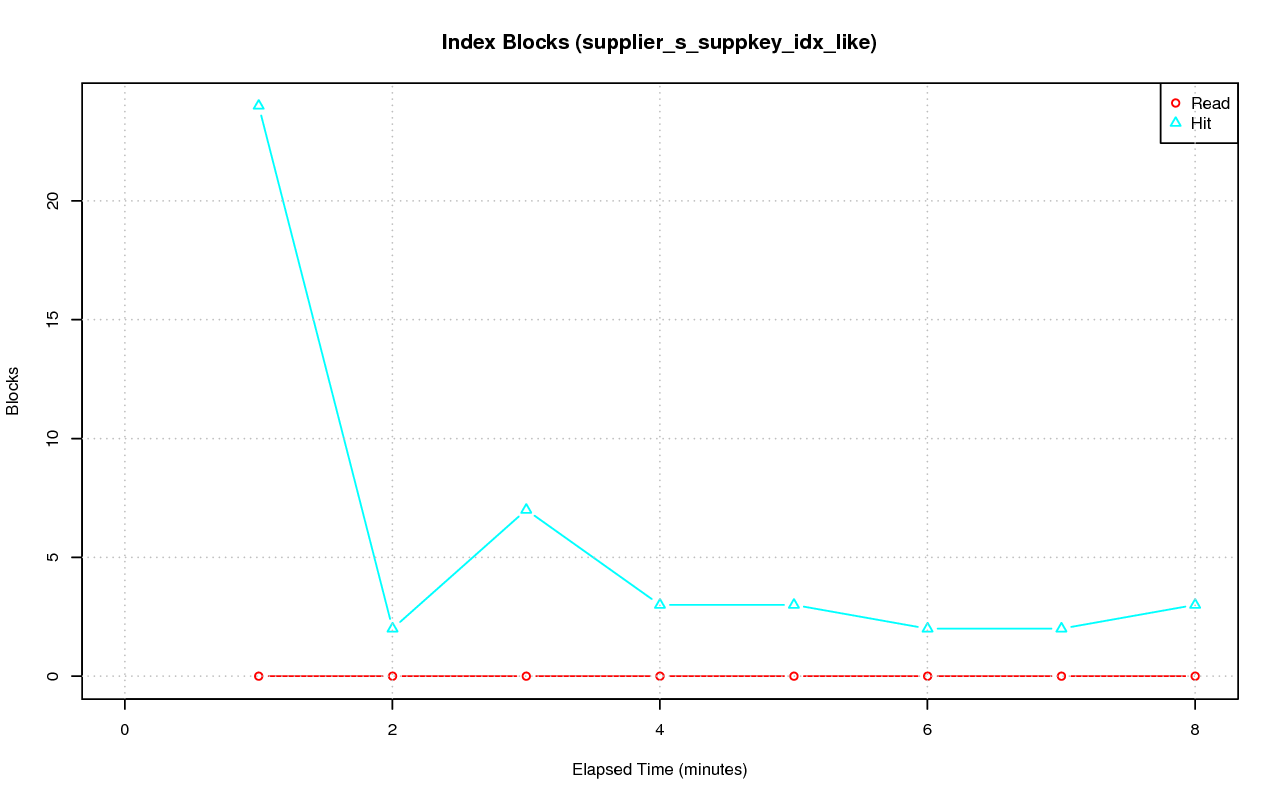 Index Blocks (supplier_s_suppkey_idx_like)
Read
Hit
Blocks
20
15
10
5
0
0 2 4 6 8
Elapsed Time (minutes)